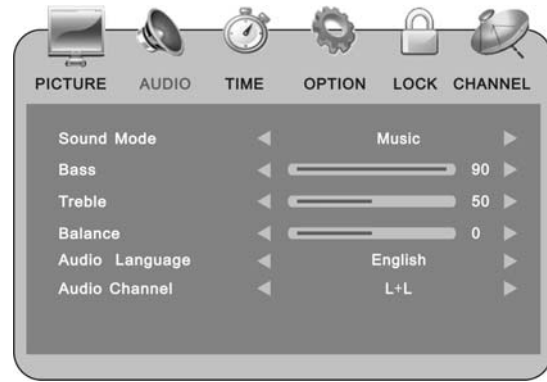 PICTURE AUDIO TIME OPTION LOCK CHANNEL
Sound Mode Music
Bass 90
Treble 50
Balance 0
Audio Language English
Audio Channel L+L